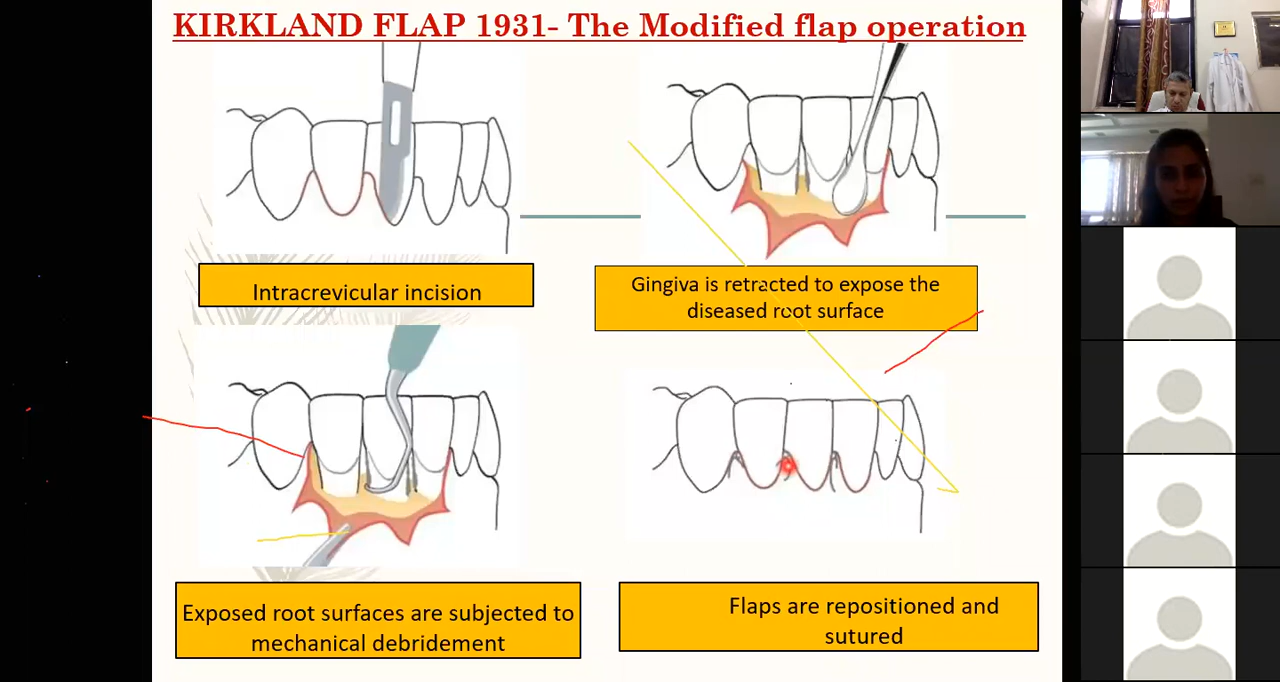 KIRKLAND FLAP 1931- The Modified flap operation
Intracrevicular incision
Gingiva is retracted to expose the
diseased root surface
Exposed root surfaces are subjected to
mechanical debridement
Flaps are repositioned and
sutured